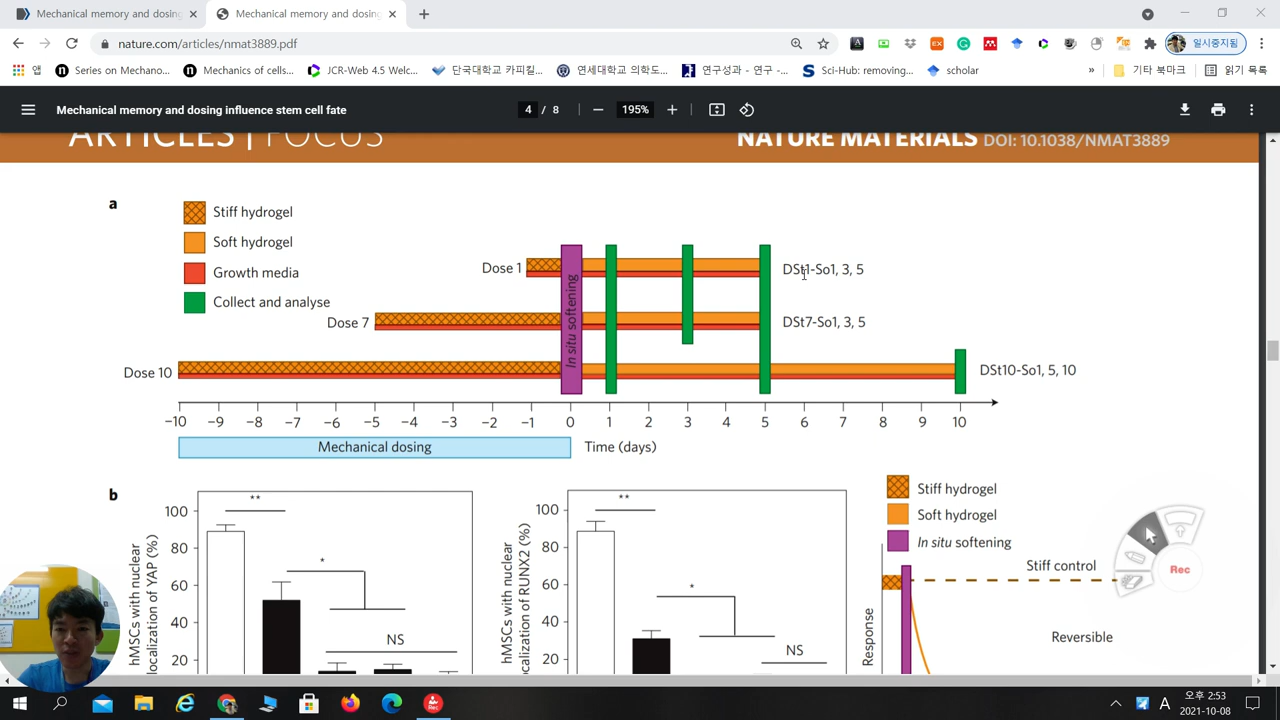 Mechanical memory and dosing
Mechanical memory and dosing
nature.com/articles/nmat3889.pdf
일시중지됨
앱
Series on Mechano...
Mechanics of cells...
JCR-Web 4.5 Welc...
단국대학교 카피킬...
연세대학교 의학도...
연구성과 - 연구 -...
Sci-Hub: removing...
scholar
»
기타 북마크
읽기 목록
Mechanical memory and dosing influence stem cell fate
4 / 8
195%
ARTICLES | FOCUS
NATURE MATERIALS DOI: 10.1038/NMAT3889
a
Stiff hydrogel
Soft hydrogel
Growth media
Collect and analyse
Dose 1
DSt1-So1, 3, 5
Dose 7
DSt7-So1, 3, 5
Dose 10
DSt10-So1, 5, 10
In situ softening
−10 −9 −8 −7 −6 −5 −4 −3 −2 −1 0 1 2 3 4 5 6 7 8 9 10
Mechanical dosing
Time (days)
b
hMSCs with nuclear
localization of YAP (%)
100
80
60
40
20
**
*
NS
hMSCs with nuclear
localization of RUNX2 (%)
100
80
60
40
20
**
*
NS
Stiff hydrogel
Soft hydrogel
In situ softening
Stiff control
Response
Reversible
Rec
A
오후 2:53
2021-10-08